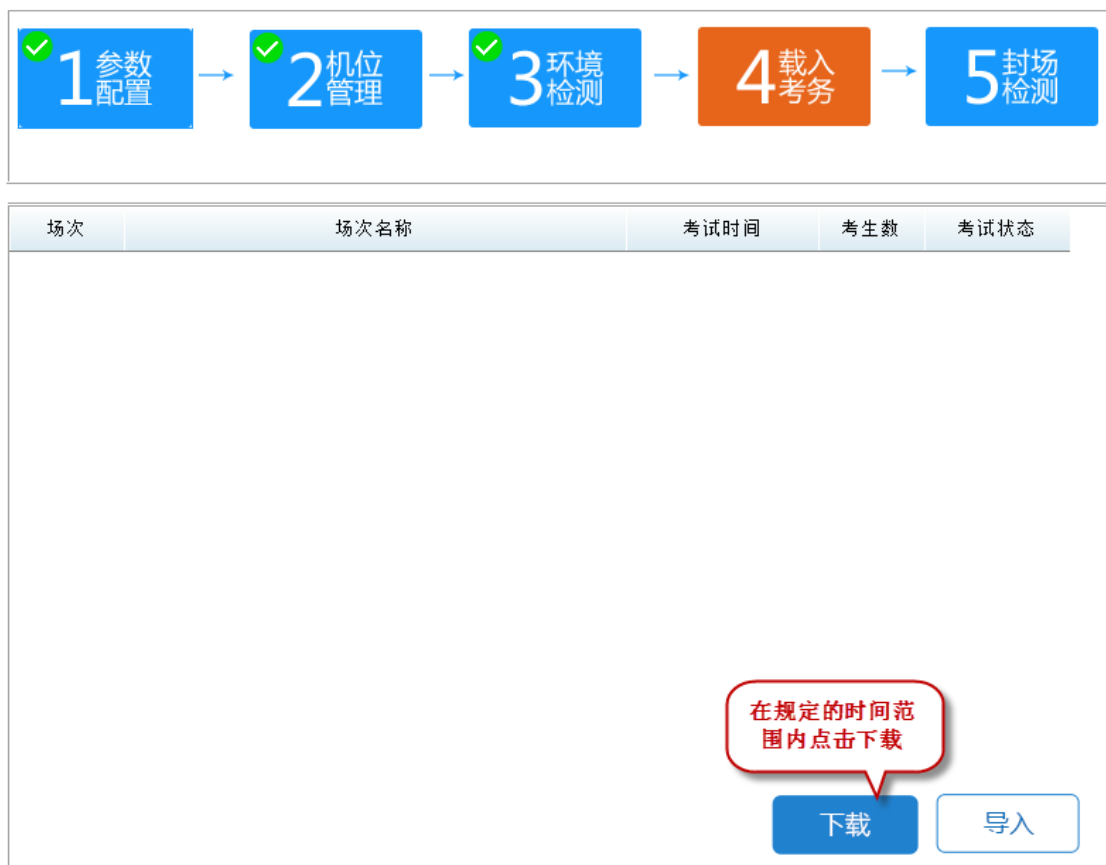 1 参数
配置
2 机位
管理
3 环境
检测
4 载入
考务
5 封场
检测
场次 场次名称 考试时间 考生数 考试状态
在规定的时间范
围内点击下载
下载 导入